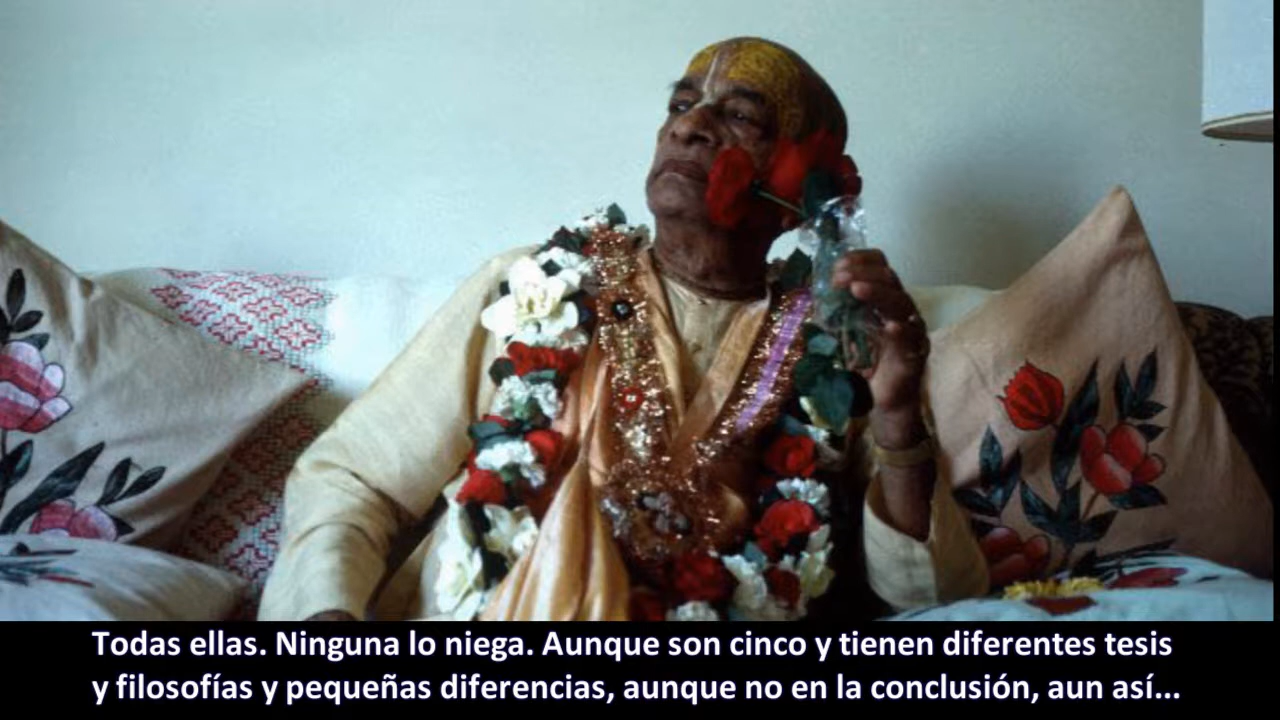 Todas ellas. Ninguna lo niega. Aunque son cinco y tienen diferentes tesis
y filosofías y pequeñas diferencias, aunque no en la conclusión, aun así...